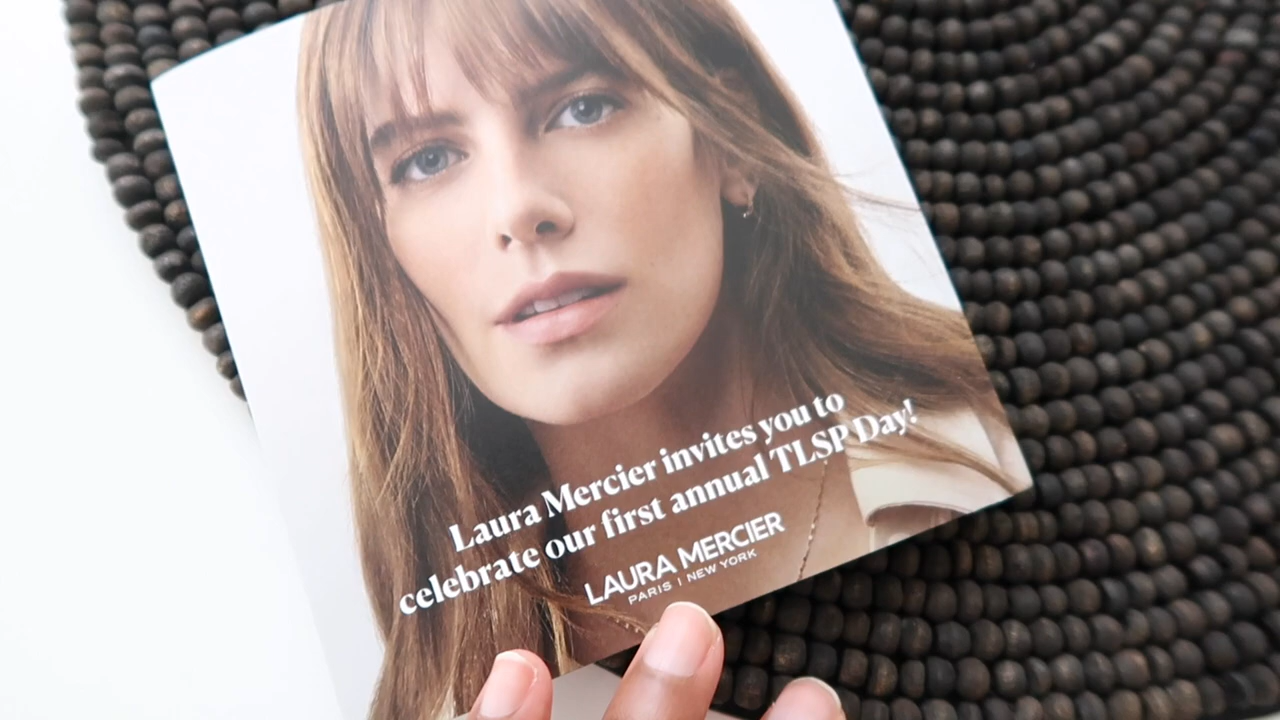 Laura Mercier invites you to
celebrate our first annual TLSP Day!
LAURA MERCIER
PARIS | NEW YORK